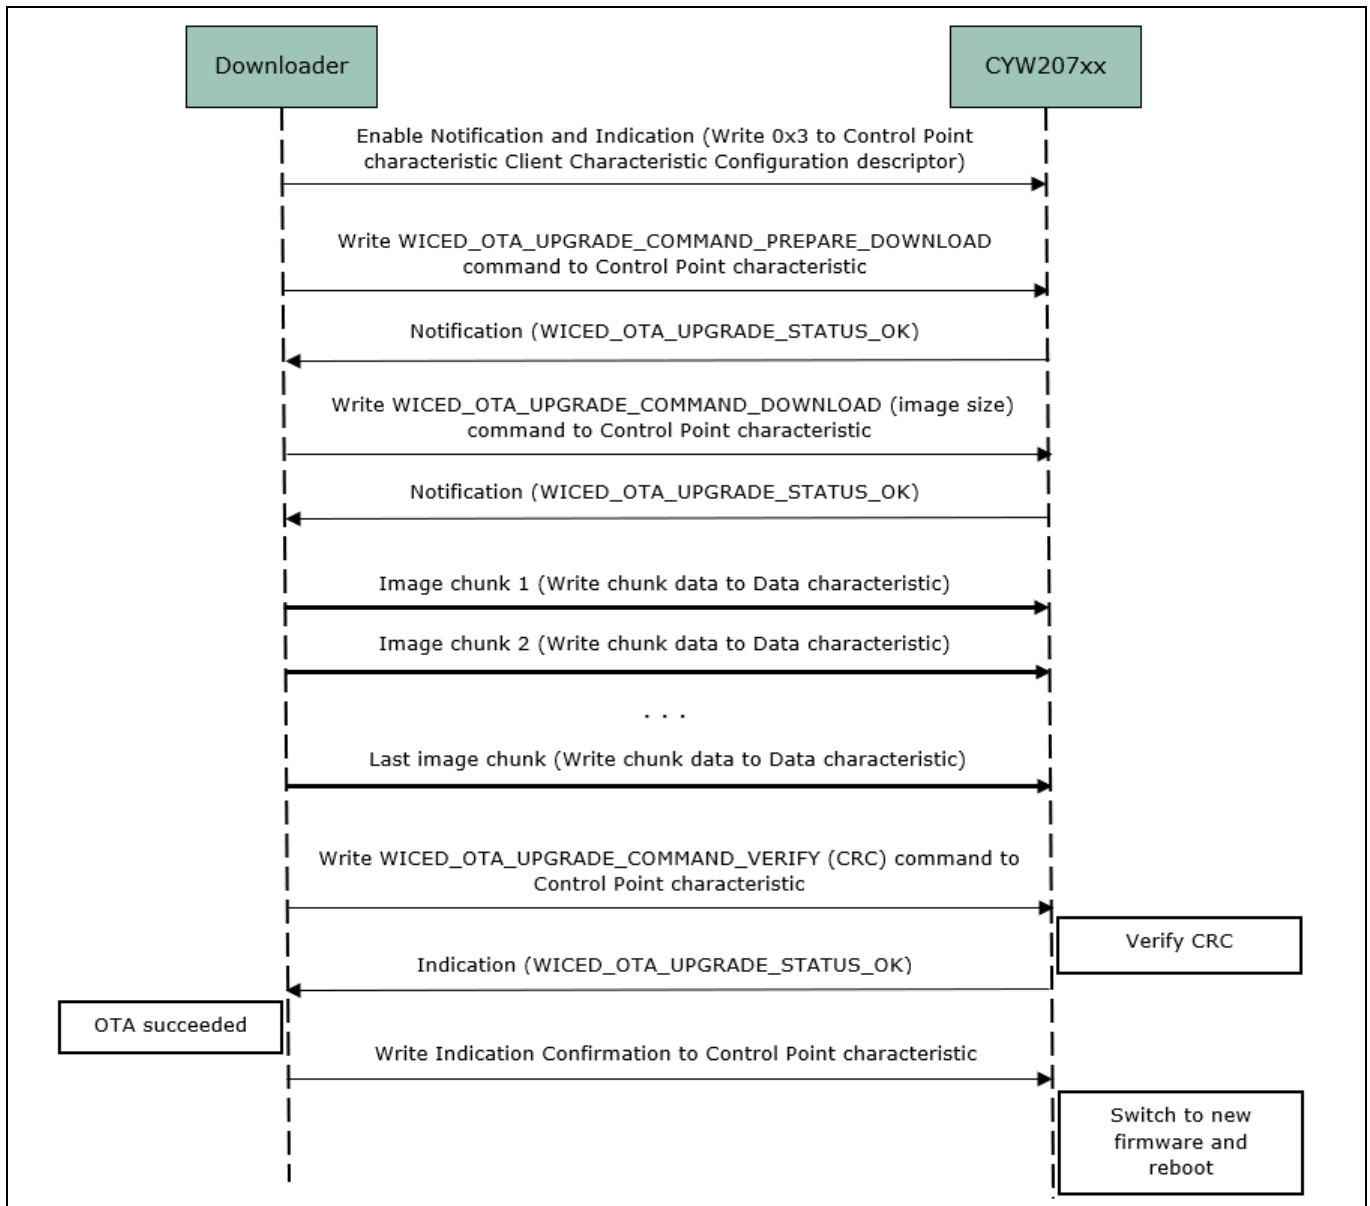 Downloader
CYW207xx
Enable Notification and Indication (Write 0x3 to Control Point
characteristic Client Characteristic Configuration descriptor)
Write WICED_OTA_UPGRADE_COMMAND_PREPARE_DOWNLOAD
command to Control Point characteristic
Notification (WICED_OTA_UPGRADE_STATUS_OK)
Write WICED_OTA_UPGRADE_COMMAND_DOWNLOAD (image size)
command to Control Point characteristic
Notification (WICED_OTA_UPGRADE_STATUS_OK)
Image chunk 1 (Write chunk data to Data characteristic)
Image chunk 2 (Write chunk data to Data characteristic)
. . .
Last image chunk (Write chunk data to Data characteristic)
Write WICED_OTA_UPGRADE_COMMAND_VERIFY (CRC) command to
Control Point characteristic
Verify CRC
Indication (WICED_OTA_UPGRADE_STATUS_OK)
OTA succeeded
Write Indication Confirmation to Control Point characteristic
Switch to new
firmware and
reboot